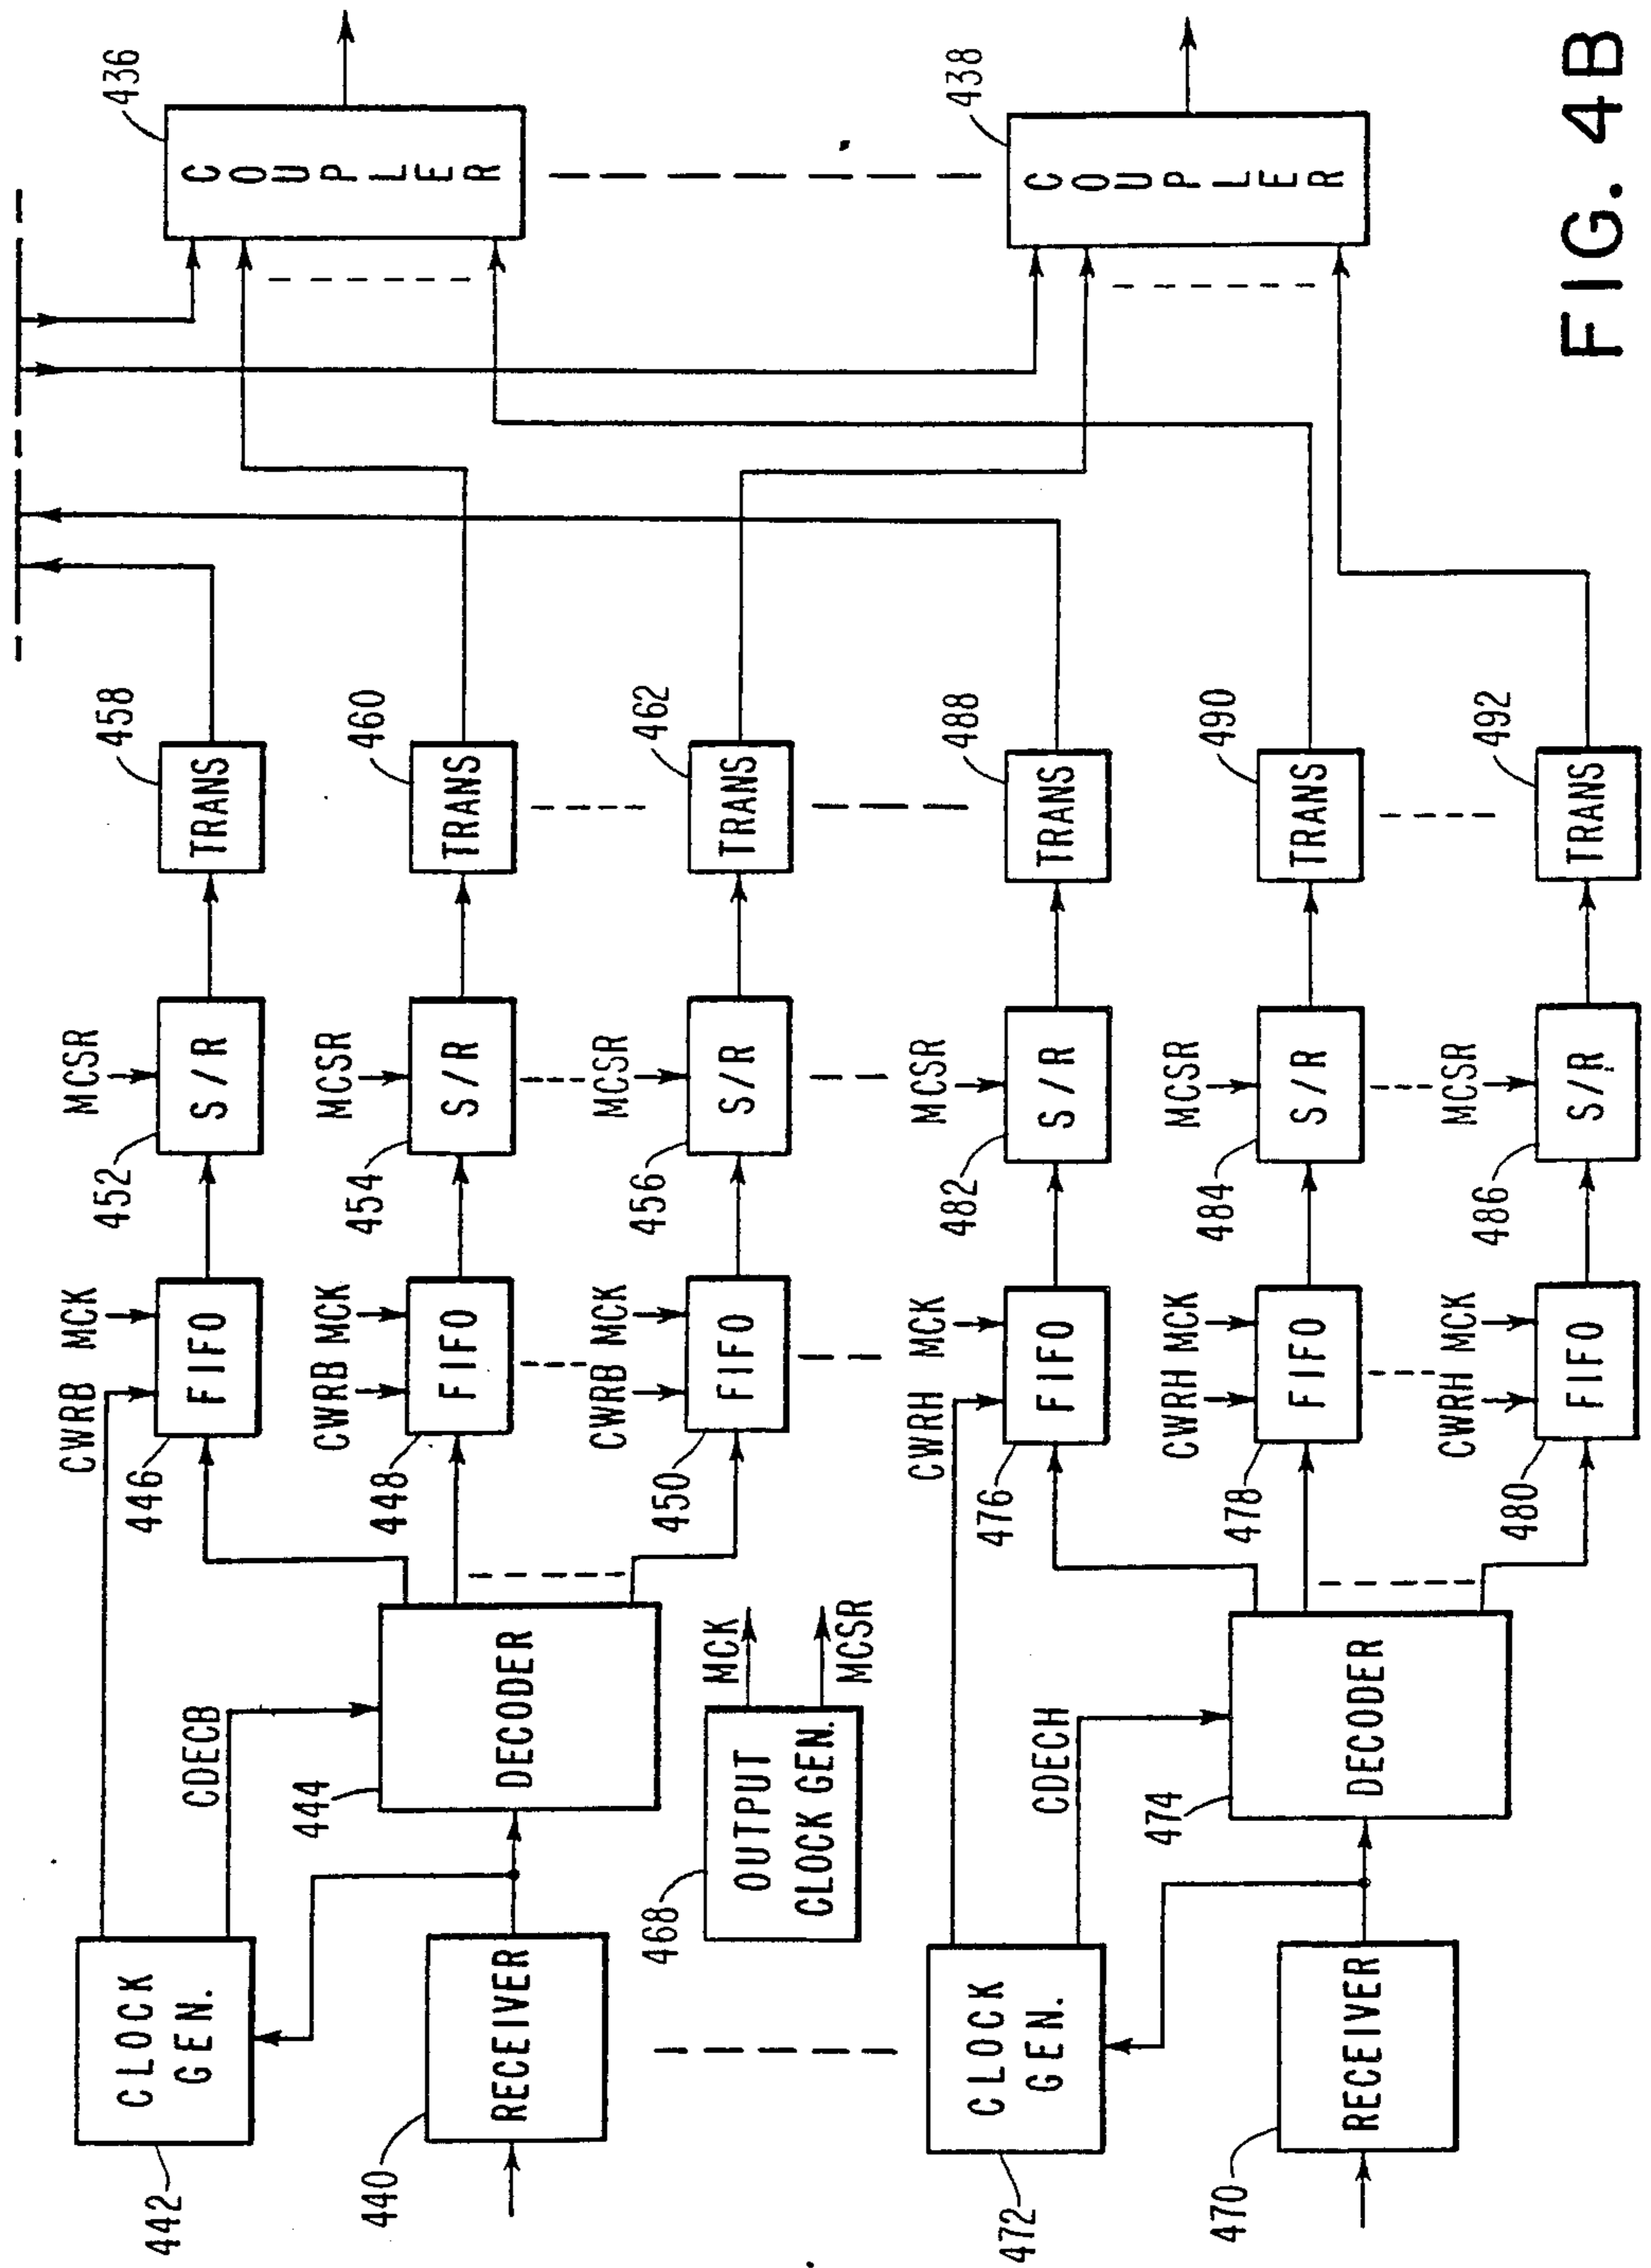 436
COUPLER
438
COUPLER
458
TRANS
460
TRANS
462
TRANS
488
TRANS
490
TRANS
492
TRANS
MCSR
452
S/R
MCSR
454
S/R
MCSR
456
S/R
MCSR
482
S/R
MCSR
484
S/R
MCSR
486
S/R
CWRB MCK
446
FIFO
CWRB MCK
448
FIFO
CWRB MCK
450
FIFO
CWRH MCK
476
FIFO
CWRH MCK
478
FIFO
CWRH MCK
480
FIFO
CDECB
444
DECODER
MCK
MCSR
468
OUTPUT
CLOCK GEN.
CDECH
474
DECODER
442
CLOCK
GEN.
440
RECEIVER
472
CLOCK
GEN.
470
RECEIVER
FIG. 4B